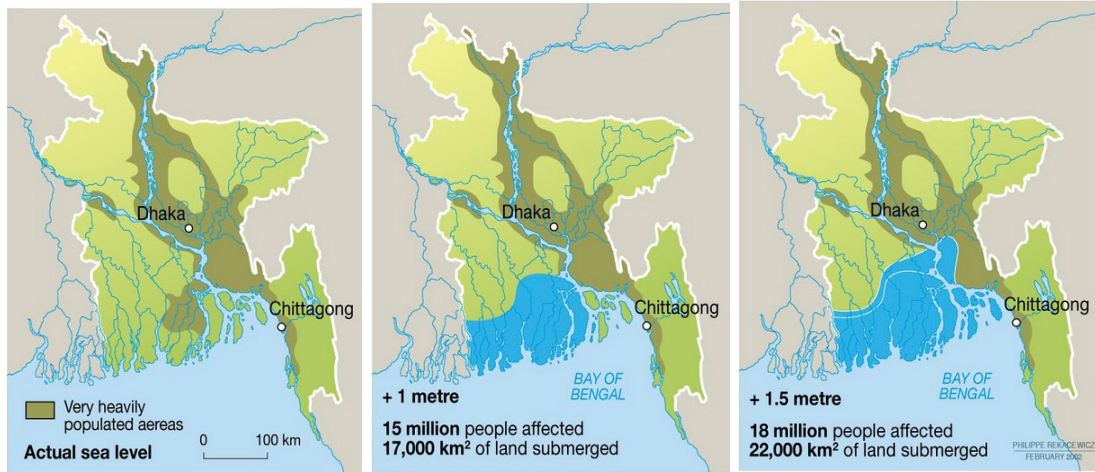 Dhaka
Chittagong
Very heavily
populated aereas
Actual sea level
0 100 km
Dhaka
Chittagong
BAY OF
BENGAL
+ 1 metre
15 million people affected
17,000 km² of land submerged
Dhaka
Chittagong
BAY OF
BENGAL
+ 1.5 metre
18 million people affected
22,000 km² of land submerged
PHILIPPE REKACEWICZ
FEBRUARY 2002